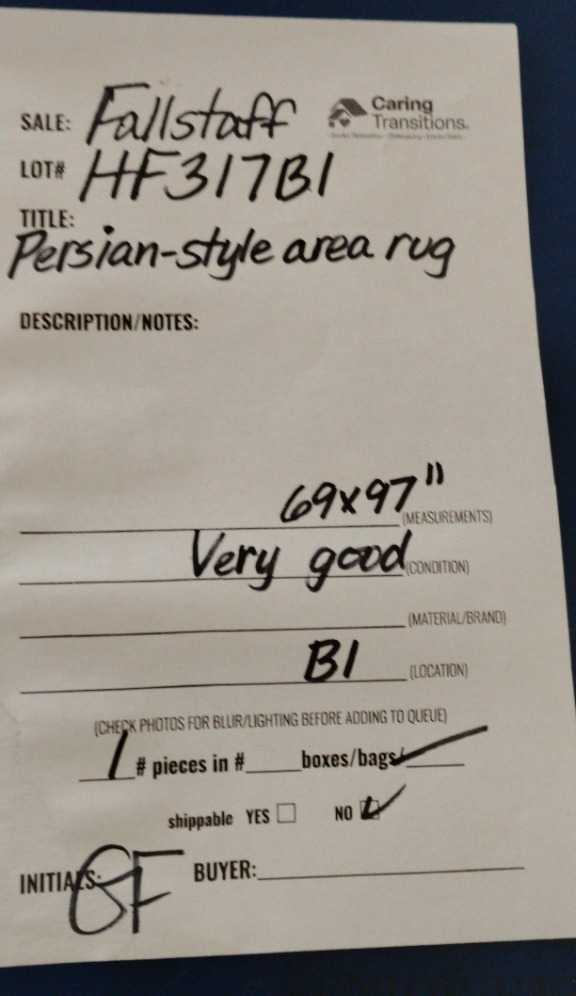 SALE: Fallstaff
Caring
Transitions.
LOT# HF317B1
TITLE:
Persian-style area rug
DESCRIPTION/NOTES:
69x97" (MEASUREMENTS)
Very good (CONDITION)
(MATERIAL/BRAND)
B1 (LOCATION)
(CHECK PHOTOS FOR BLUR/LIGHTING BEFORE ADDING TO QUEUE)
1 # pieces in #_____ boxes/bags/_____
shippable YES ☐ NO ☑
INITIALS: GF BUYER: